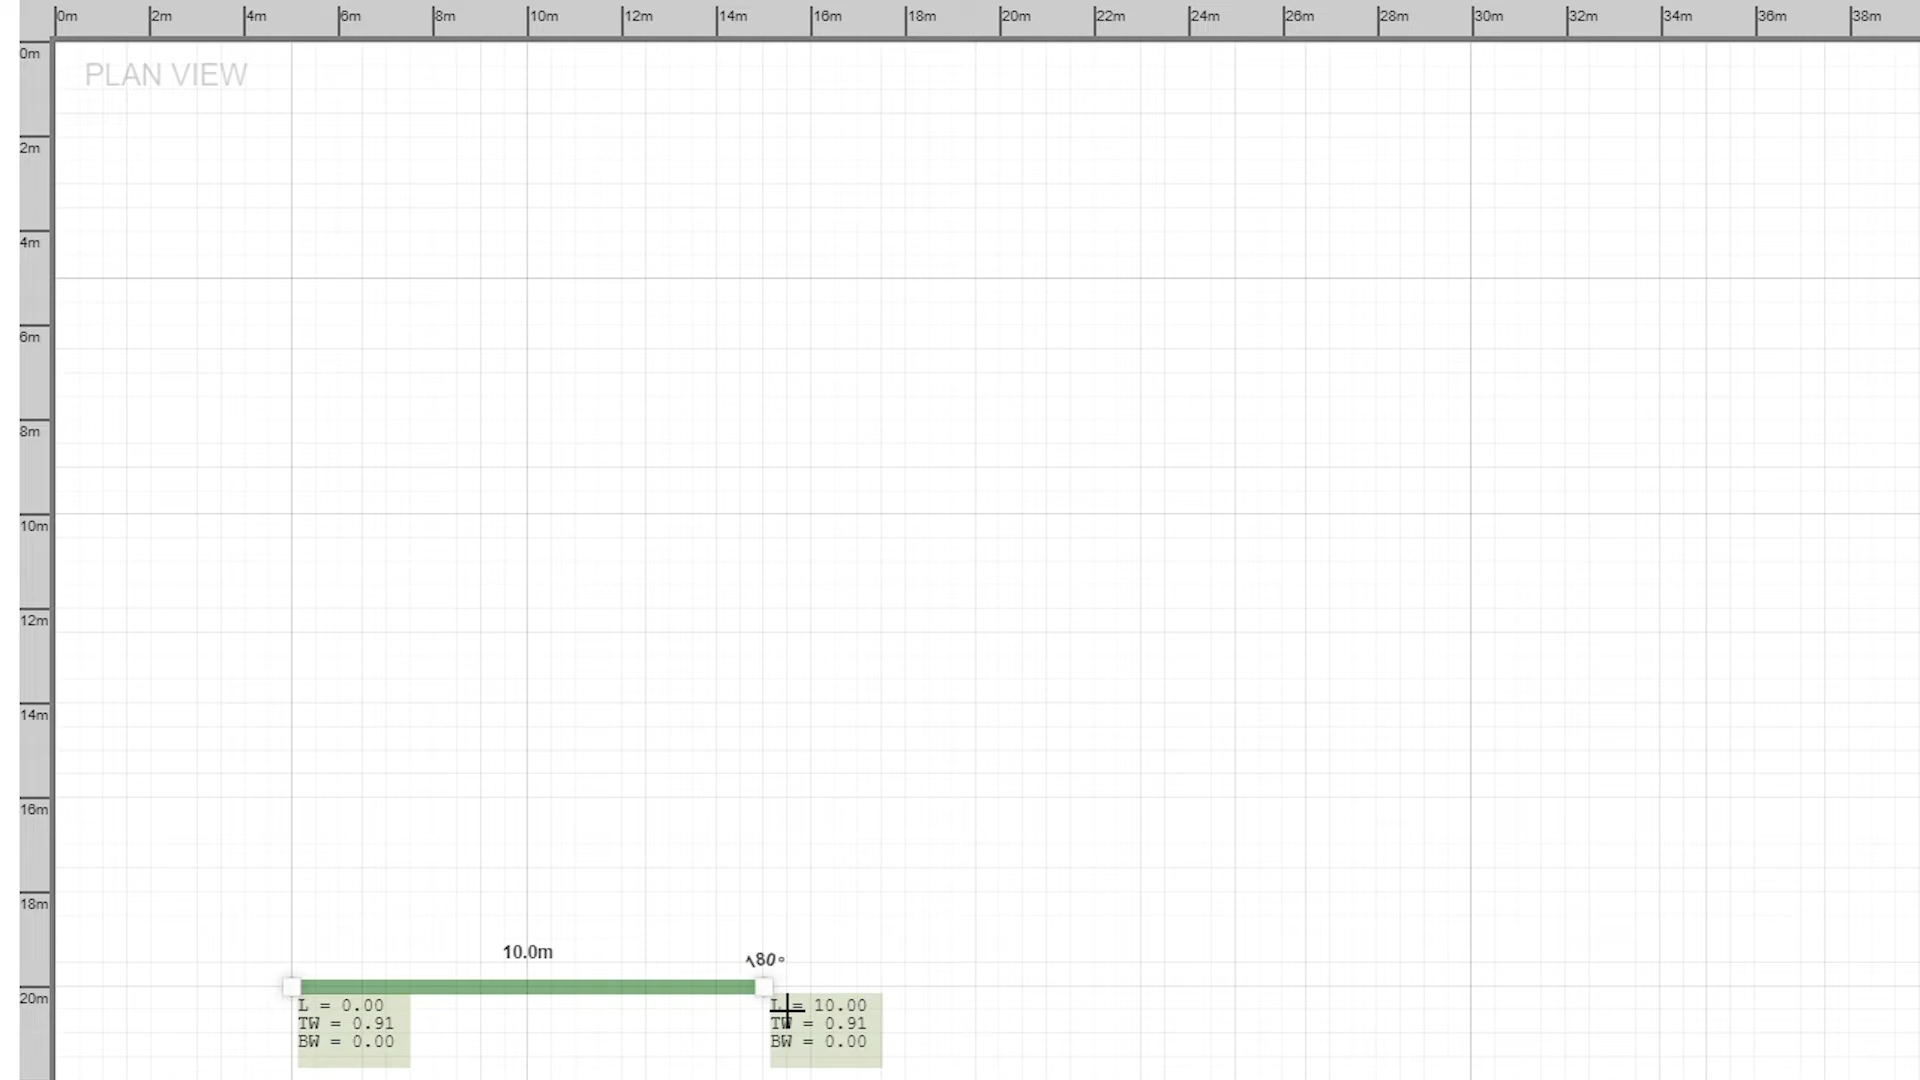 0m 2m 4m 6m 8m 10m 12m 14m 16m 18m 20m 22m 24m 26m 28m 30m 32m 34m 36m 38m
0m
PLAN VIEW
2m
4m
6m
8m
10m
12m
14m
16m
18m
10.0m
180°
20m
L = 0.00
TW = 0.91
BW = 0.00
L = 10.00
TW = 0.91
BW = 0.00